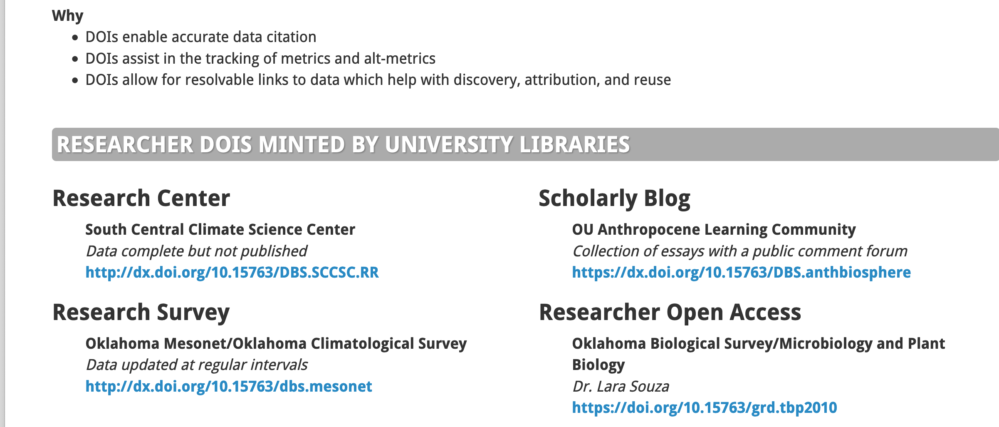 Why
• DOIs enable accurate data citation
• DOIs assist in the tracking of metrics and alt-metrics
• DOIs allow for resolvable links to data which help with discovery, attribution, and reuse
RESEARCHER DOIS MINTED BY UNIVERSITY LIBRARIES
Research Center
South Central Climate Science Center
Data complete but not published
http://dx.doi.org/10.15763/DBS.SCCSC.RR
Research Survey
Oklahoma Mesonet/Oklahoma Climatological Survey
Data updated at regular intervals
http://dx.doi.org/10.15763/dbs.mesonet
Scholarly Blog
OU Anthropocene Learning Community
Collection of essays with a public comment forum
https://dx.doi.org/10.15763/DBS.anthbiosphere
Researcher Open Access
Oklahoma Biological Survey/Microbiology and Plant
Biology
Dr. Lara Souza
https://doi.org/10.15763/grd.tbp2010